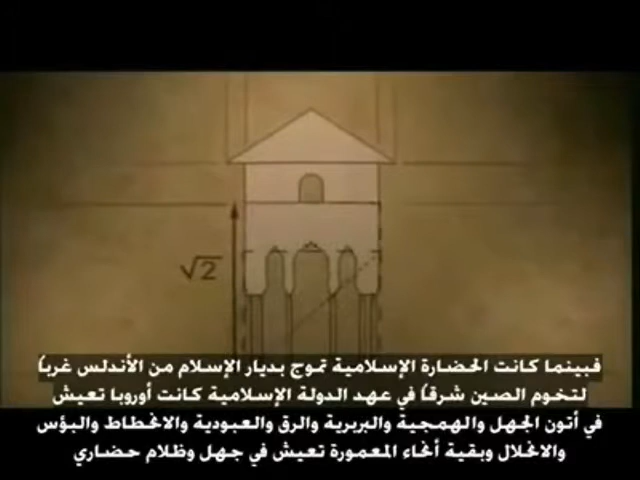 √2
فبينما كانت الحضارة الإسلامية تموج بديار الإسلام من الأندلس غرباً
لتخوم الصين شرقاً في عهد الدولة الإسلامية كانت أوروبا تعيش
في أتون الجهل والهمجية والبربرية والرق والعبودية والانحطاط والبؤس
والانحلال وبقية أنحاء المعمورة تعيش في جهل وظلام حضاري